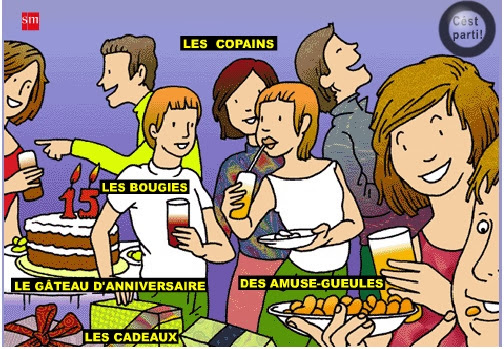 sm
C'est
parti!
LES COPAINS
LES BOUGIES
15
LE GÂTEAU D'ANNIVERSAIRE
DES AMUSE-GUEULES
LES CADEAUX